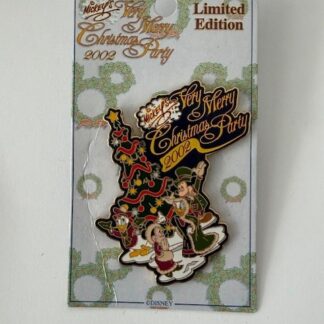 Mickey's
Very Merry
Christmas Party
2002
Limited
Edition
Mickey's
Very Merry
Christmas Party
2002
©DISNEY